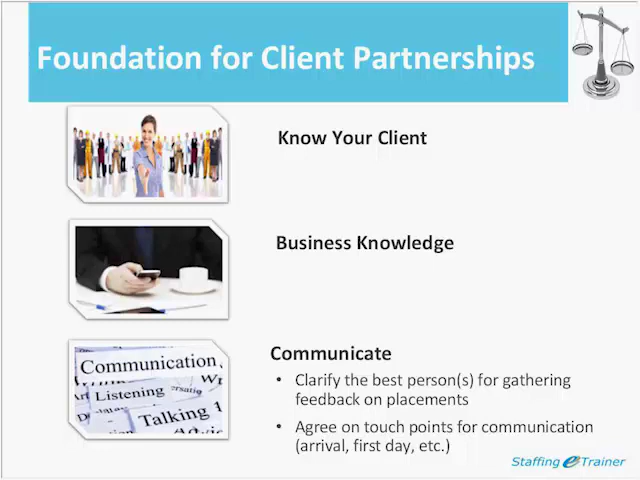 Foundation for Client Partnerships
Know Your Client
Business Knowledge
Communication
Listening
Talking
Communicate
• Clarify the best person(s) for gathering
feedback on placements
• Agree on touch points for communication
(arrival, first day, etc.)
Staffing eTrainer